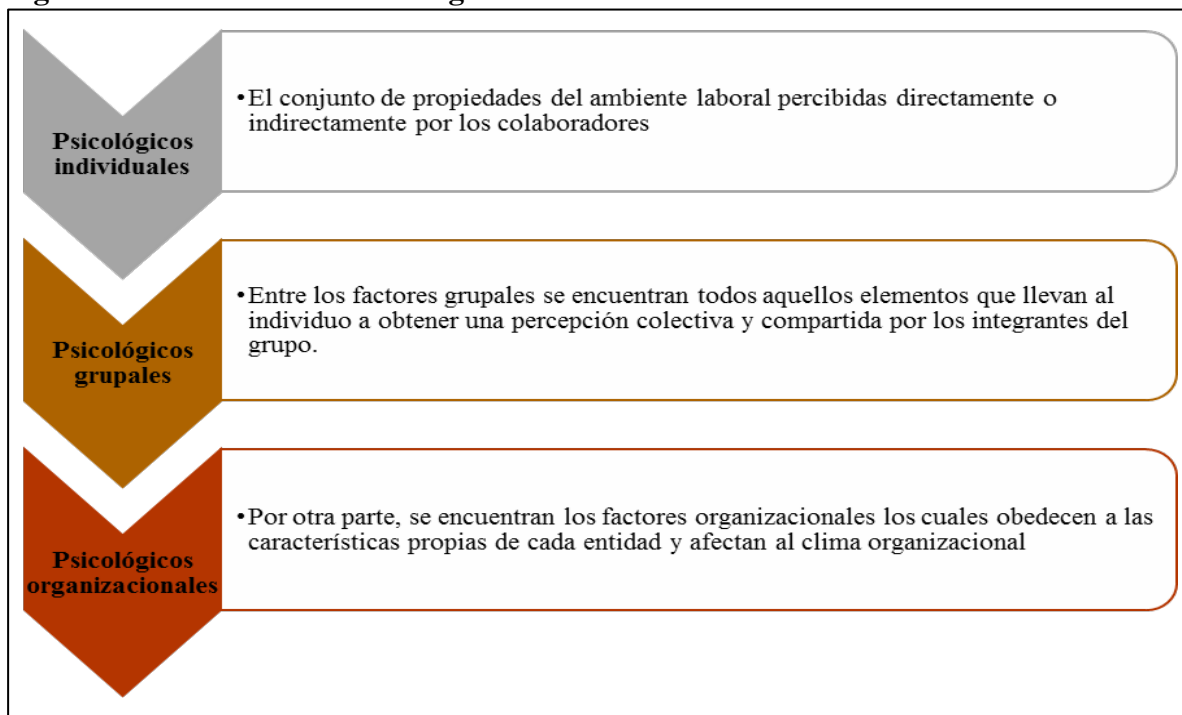 Psicológicos
individuales
•El conjunto de propiedades del ambiente laboral percibidas directamente o
indirectamente por los colaboradores
Psicológicos
grupales
•Entre los factores grupales se encuentran todos aquellos elementos que llevan al
individuo a obtener una percepción colectiva y compartida por los integrantes del
grupo.
Psicológicos
organizacionales
•Por otra parte, se encuentran los factores organizacionales los cuales obedecen a las
características propias de cada entidad y afectan al clima organizacional